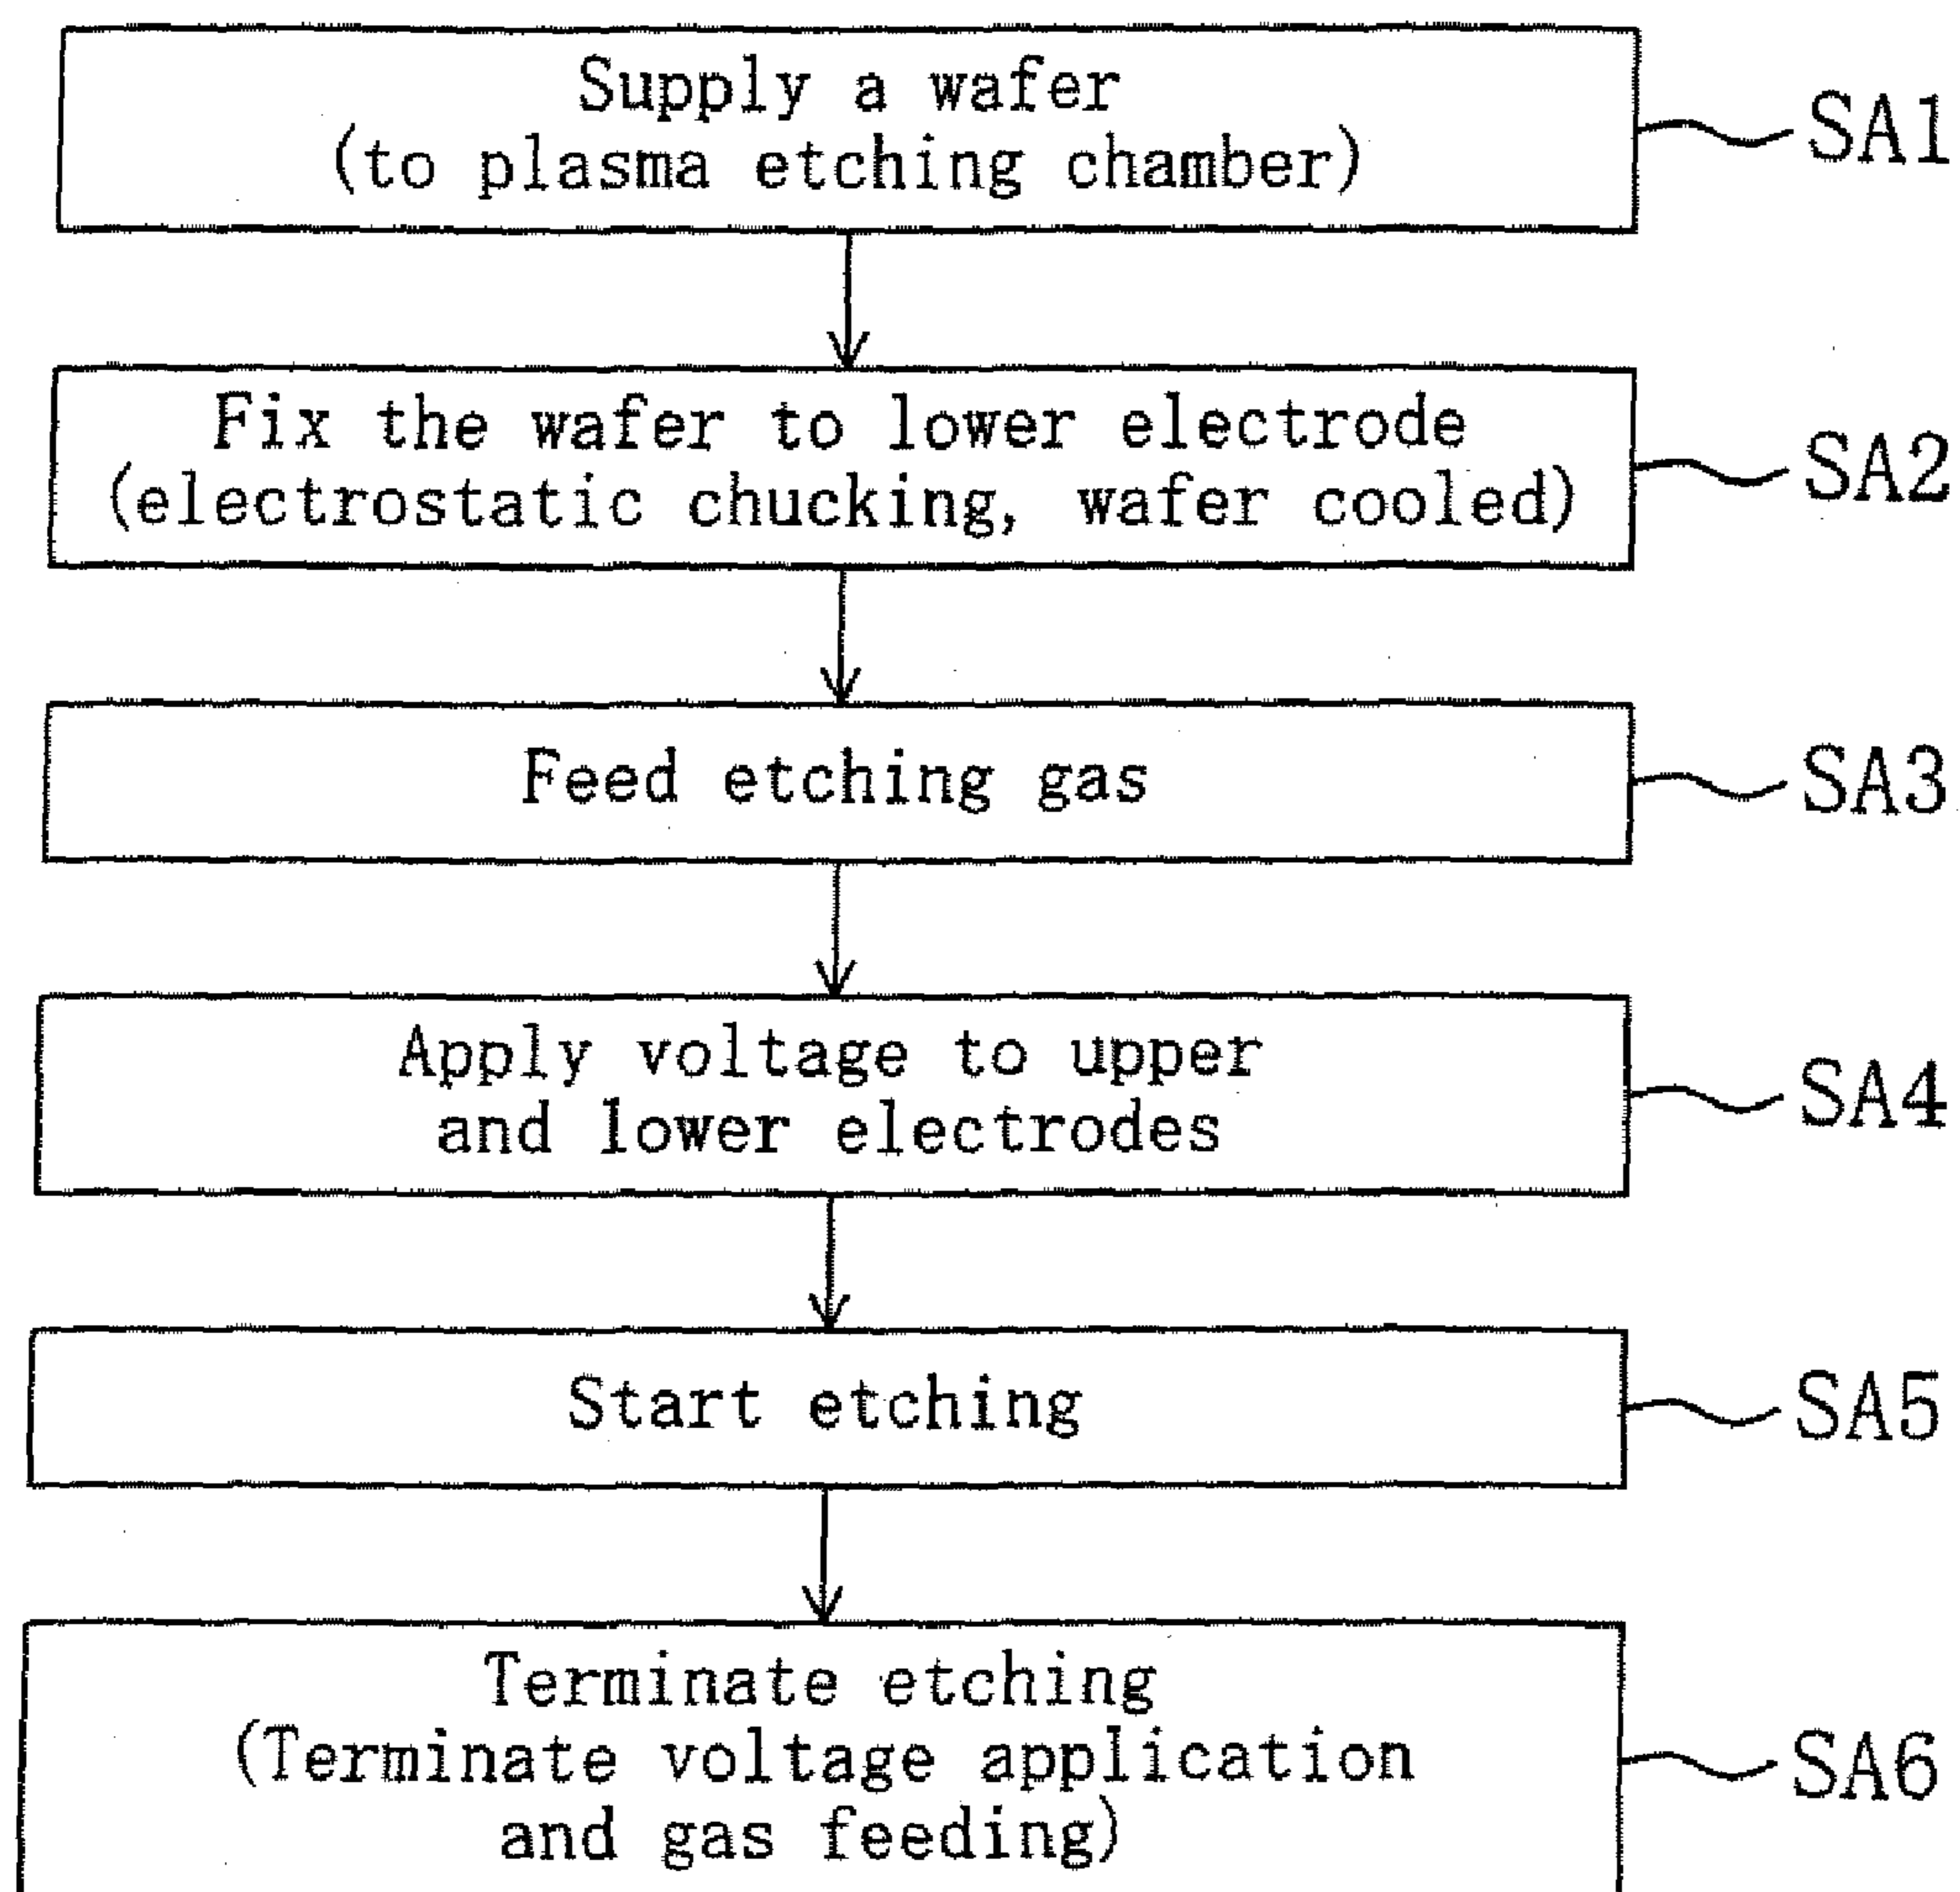 Supply a wafer
(to plasma etching chamber)
SA1
Fix the wafer to lower electrode
(electrostatic chucking, wafer cooled)
SA2
Feed etching gas
SA3
Apply voltage to upper
and lower electrodes
SA4
Start etching
SA5
Terminate etching
(Terminate voltage application
and gas feeding)
SA6